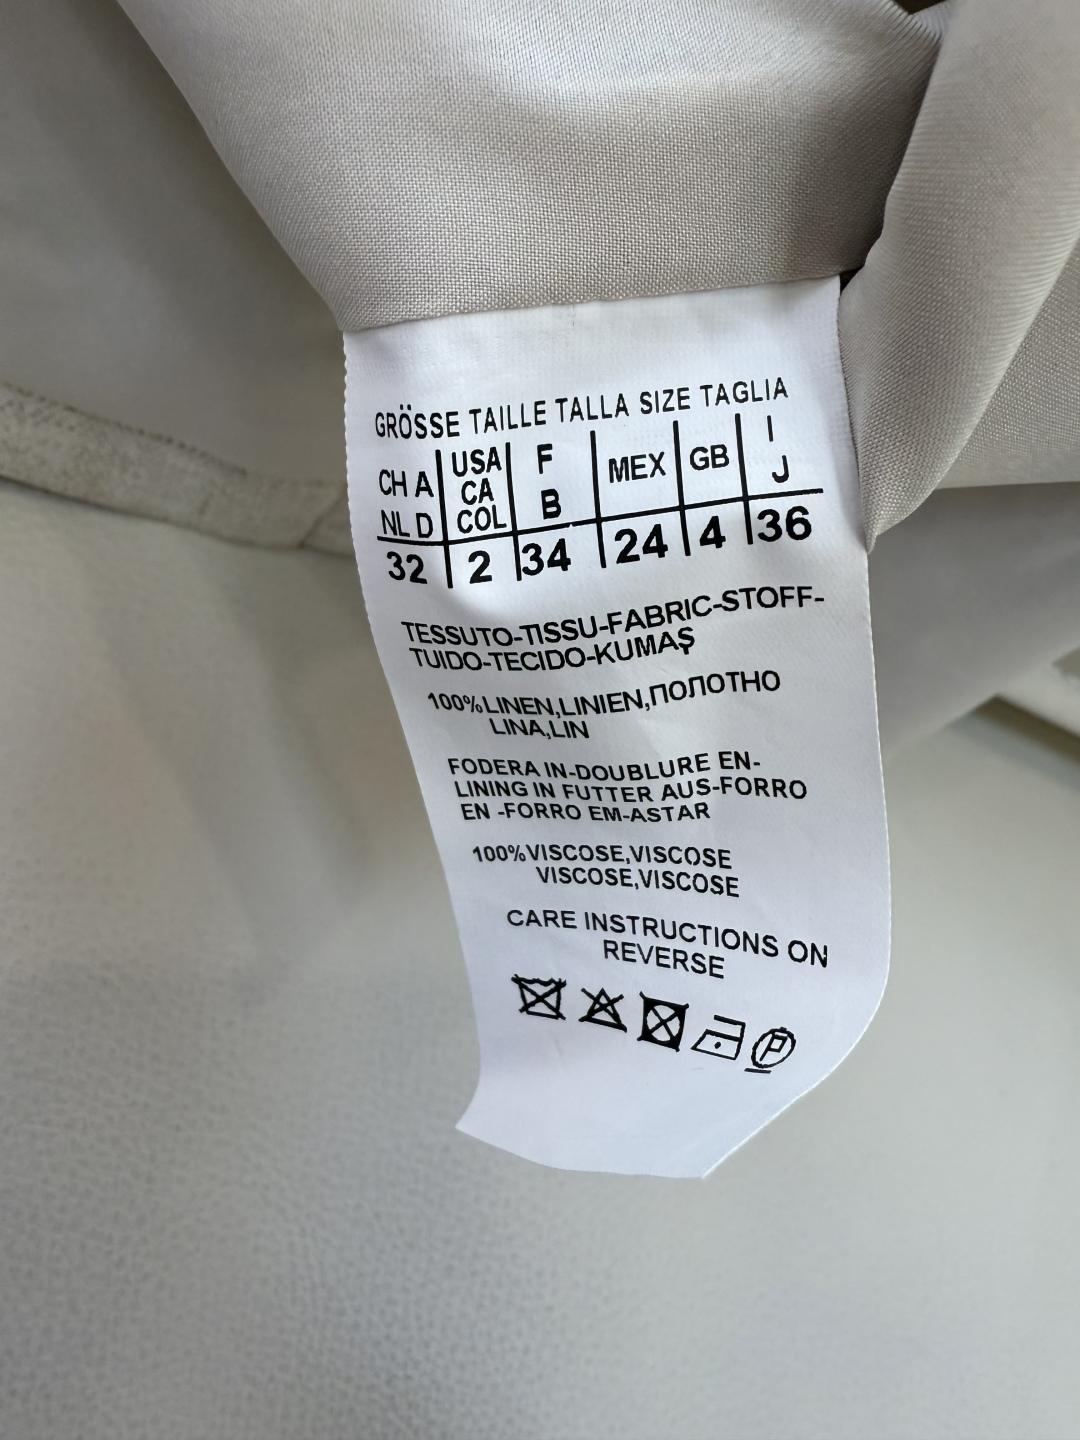 GRÖSSE TAILLE TALLA SIZE TAGLIA
CH A NL D | USA CA COL | F B | MEX | GB | I J
32 | 2 | 34 | 24 | 4 | 36
TESSUTO-TISSU-FABRIC-STOFF-
TUIDO-TECIDO-KUMAŞ
100%LINEN,LINIEN,ПОЛОТНО
LINA,LIN
FODERA IN-DOUBLURE EN-
LINING IN FUTTER AUS-FORRO
EN -FORRO EM-ASTAR
100%VISCOSE,VISCOSE
VISCOSE,VISCOSE
CARE INSTRUCTIONS ON
REVERSE
P